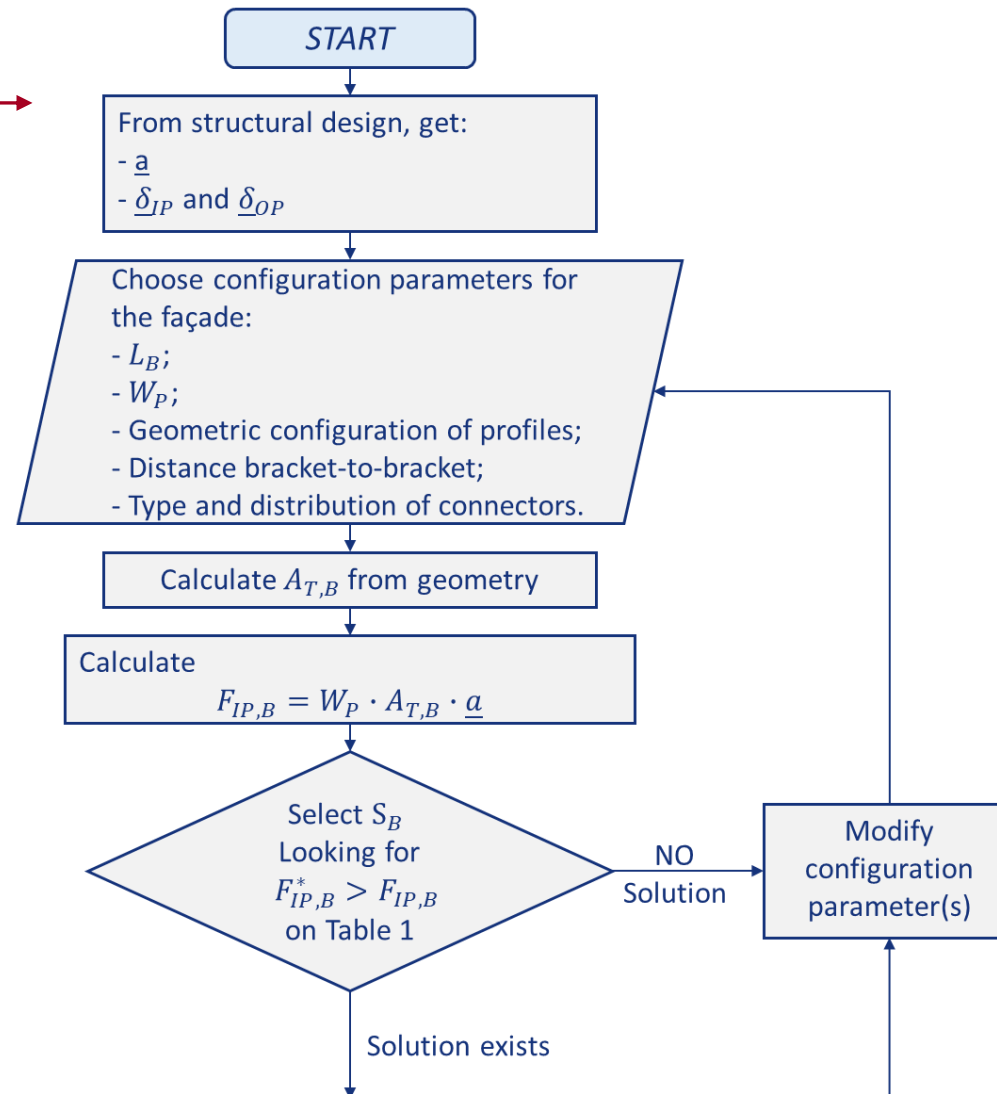 START
From structural design, get:
- a
- δ_IP and δ_OP
Choose configuration parameters for
the façade:
- L_B;
- W_P;
- Geometric configuration of profiles;
- Distance bracket-to-bracket;
- Type and distribution of connectors.
Calculate A_T,B from geometry
Calculate
F_IP,B = W_P · A_T,B · a
Select S_B
Looking for
F*_IP,B > F_IP,B
on Table 1
NO
Solution
Modify
configuration
parameter(s)
Solution exists